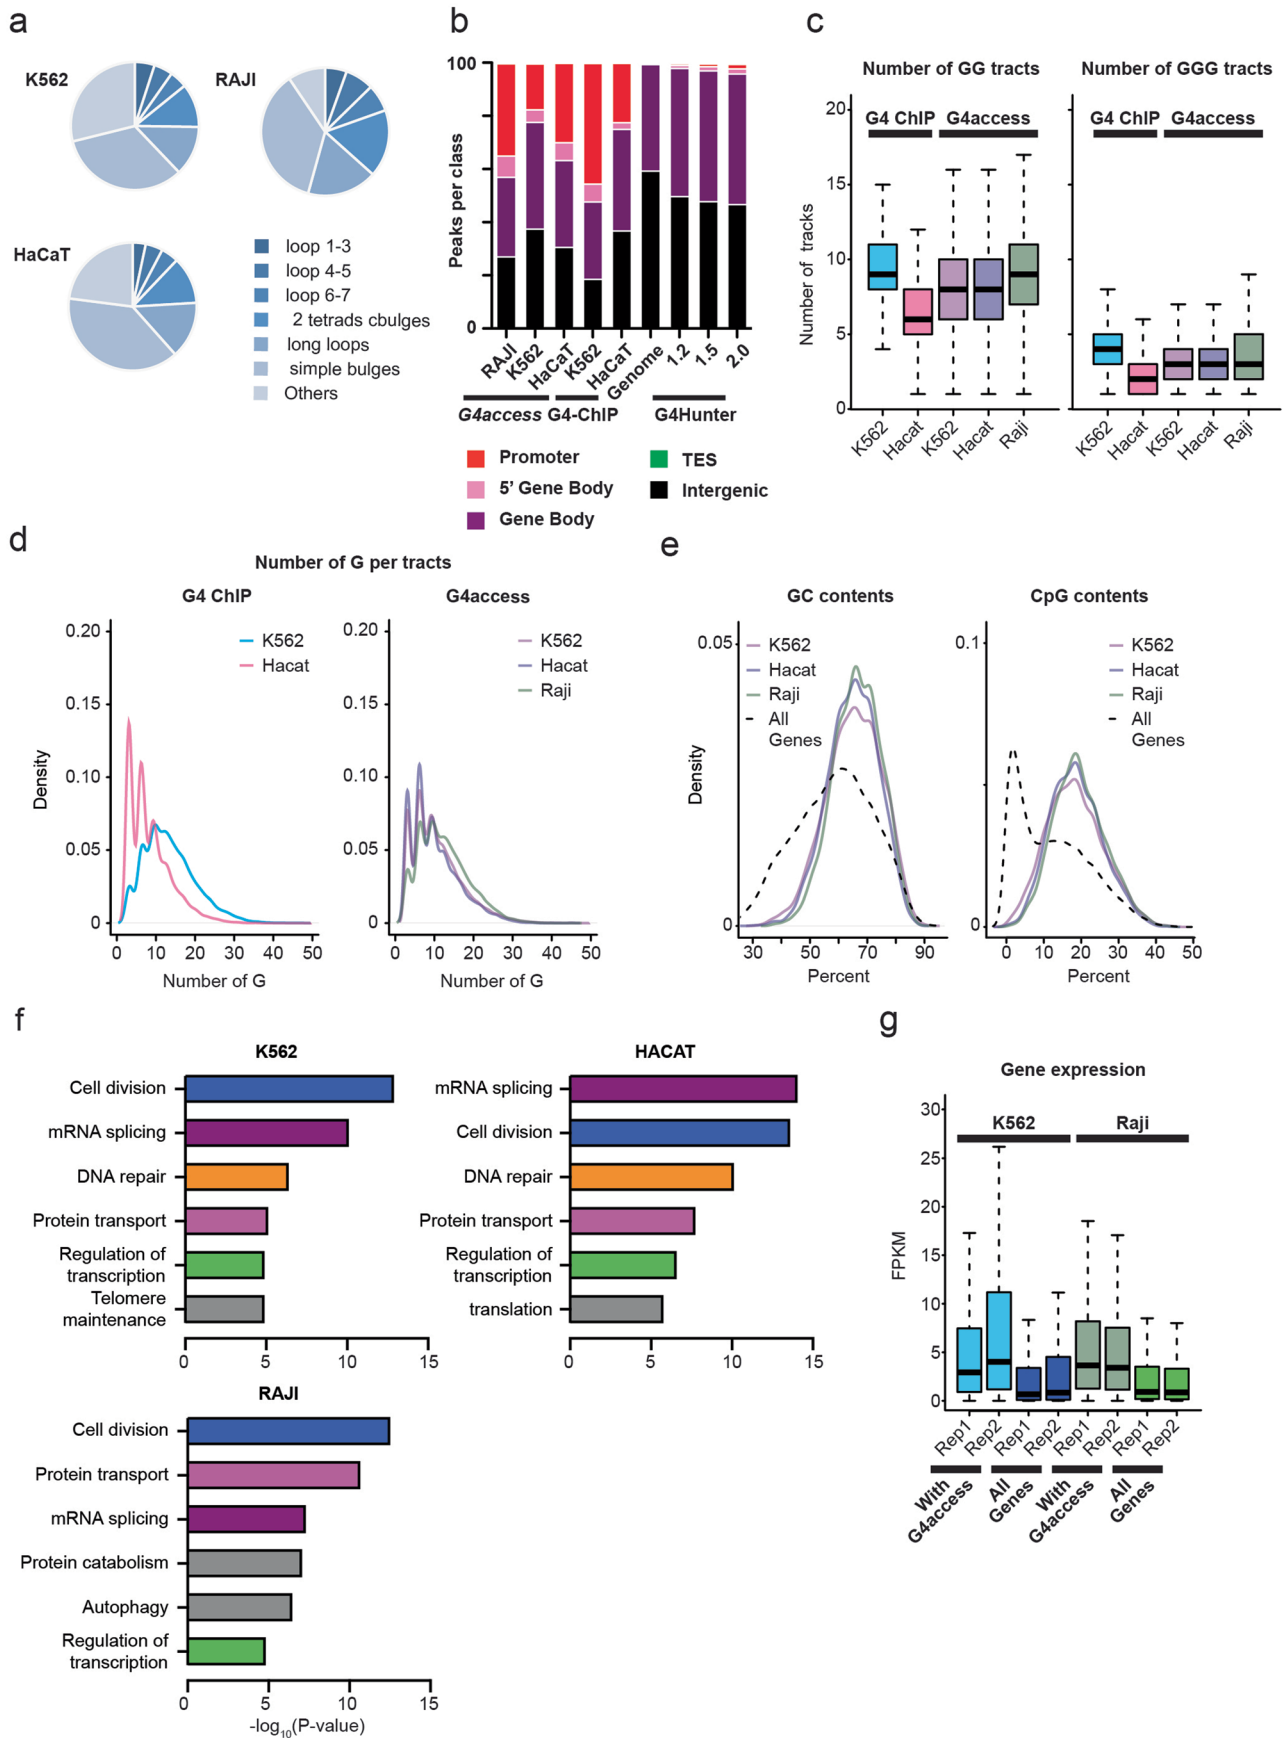 a
K562
RAJI
HaCaT
loop 1-3
loop 4-5
loop 6-7
2 tetrads cbulges
long loops
simple bulges
Others
b
Peaks per class
100
0
RAJI
K562
HaCaT
K562
HaCaT
Genome
1.2
1.5
2.0
G4access G4-ChIP
G4Hunter
Promoter
5' Gene Body
Gene Body
TES
Intergenic
c
Number of GG tracts
Number of GGG tracts
Number of tracks
20
15
10
5
0
G4 ChIP G4access
G4 ChIP G4access
K562
Hacat
K562
Hacat
Raji
K562
Hacat
K562
Hacat
Raji
d
Number of G per tracts
G4 ChIP
G4access
Density
0.20
0.15
0.10
0.05
0
K562
Hacat
0 10 20 30 40 50
Number of G
0.20
0.15
0.10
0.05
0
K562
Hacat
Raji
0 10 20 30 40 50
Number of G
e
GC contents
CpG contents
Density
0.05
0
K562
Hacat
Raji
All
Genes
30 50 70 90
Percent
0.1
0
K562
Hacat
Raji
All
Genes
0 10 20 30 40 50
Percent
f
K562
Cell division
mRNA splicing
DNA repair
Protein transport
Regulation of
transcription
Telomere
maintenance
0 5 10 15
HACAT
mRNA splicing
Cell division
DNA repair
Protein transport
Regulation of
transcription
translation
0 5 10 15
RAJI
Cell division
Protein transport
mRNA splicing
Protein catabolism
Autophagy
Regulation of
transcription
0 5 10 15
-log10(P-value)
g
Gene expression
K562 Raji
FPKM
30
25
20
15
10
5
0
Rep1
Rep2
Rep1
Rep2
Rep1
Rep2
Rep1
Rep2
With
G4access
All
Genes
With
G4access
All
Genes